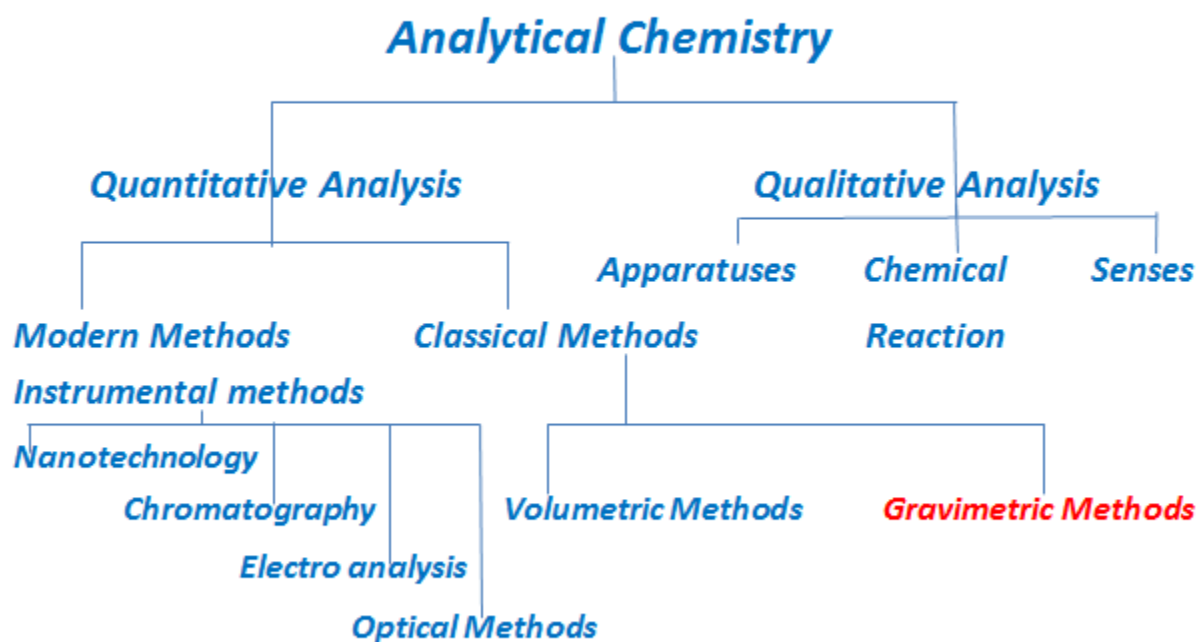 Analytical Chemistry
Quantitative Analysis
Qualitative Analysis
Apparatuses
Chemical
Senses
Modern Methods
Classical Methods
Reaction
Instrumental methods
Nanotechnology
Chromatography
Volumetric Methods
Gravimetric Methods
Electro analysis
Optical Methods